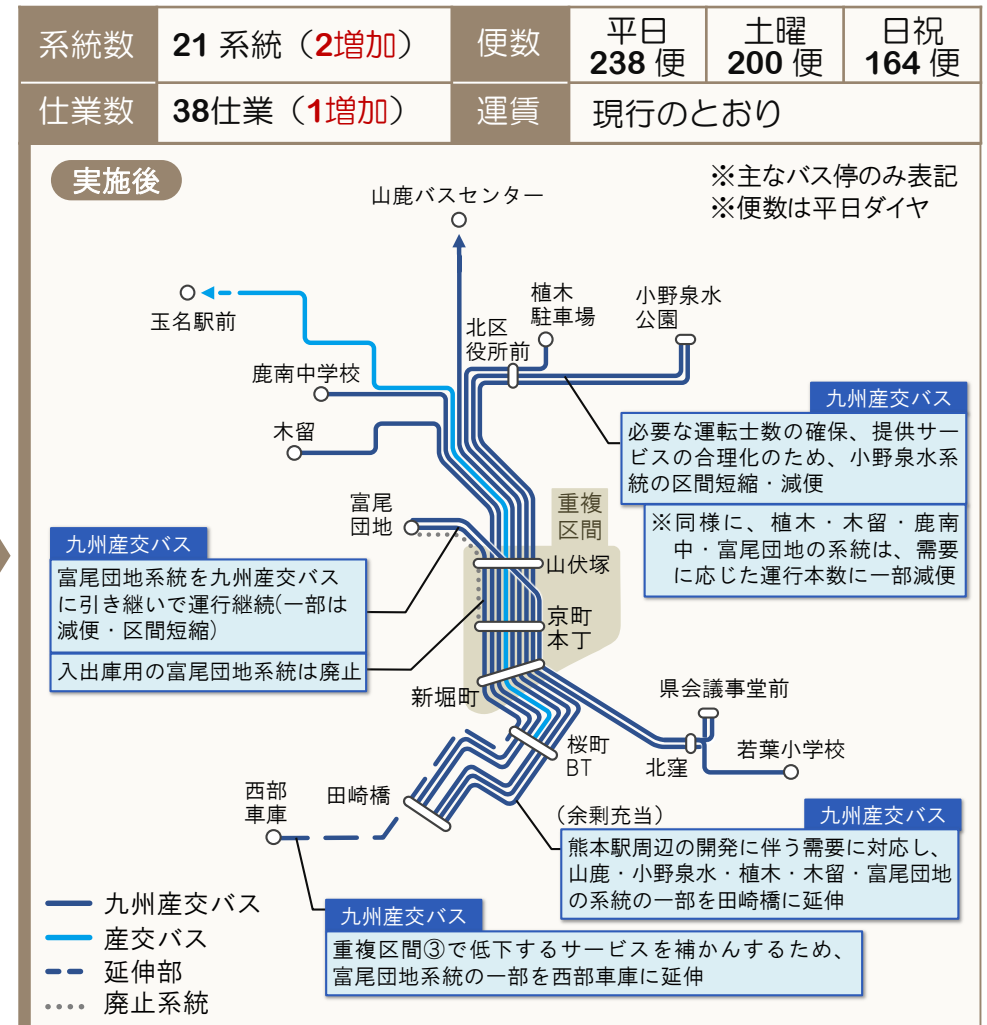 系統数 21 系統（2増加） 便数 平日 238 便 土曜 200 便 日祝 164 便
仕業数 38仕業（1増加） 運賃 現行のとおり
実施後
※主なバス停のみ表記
※便数は平日ダイヤ
山鹿バスセンター
玉名駅前
植木
駐車場
小野泉水
公園
北区
役所前
鹿南中学校
木留
九州産交バス
必要な運転士数の確保、提供サー
ビスの合理化のため、小野泉水系
統の区間短縮・減便
※同様に、植木・木留・鹿南
中・富尾団地の系統は、需要
に応じた運行本数に一部減便
富尾
団地
重複
区間
山伏塚
九州産交バス
富尾団地系統を九州産交バス
に引き継いで運行継続(一部は
減便・区間短縮)
入出庫用の富尾団地系統は廃止
京町
本丁
新堀町
県会議事堂前
桜町
BT
北窪
若葉小学校
西部
車庫
田崎橋
（余剰充当）
九州産交バス
熊本駅周辺の開発に伴う需要に対応し、
山鹿・小野泉水・植木・木留・富尾団地
の系統の一部を田崎橋に延伸
九州産交バス
重複区間③で低下するサービスを補かんするため、
富尾団地系統の一部を西部車庫に延伸
九州産交バス
産交バス
延伸部
廃止系統